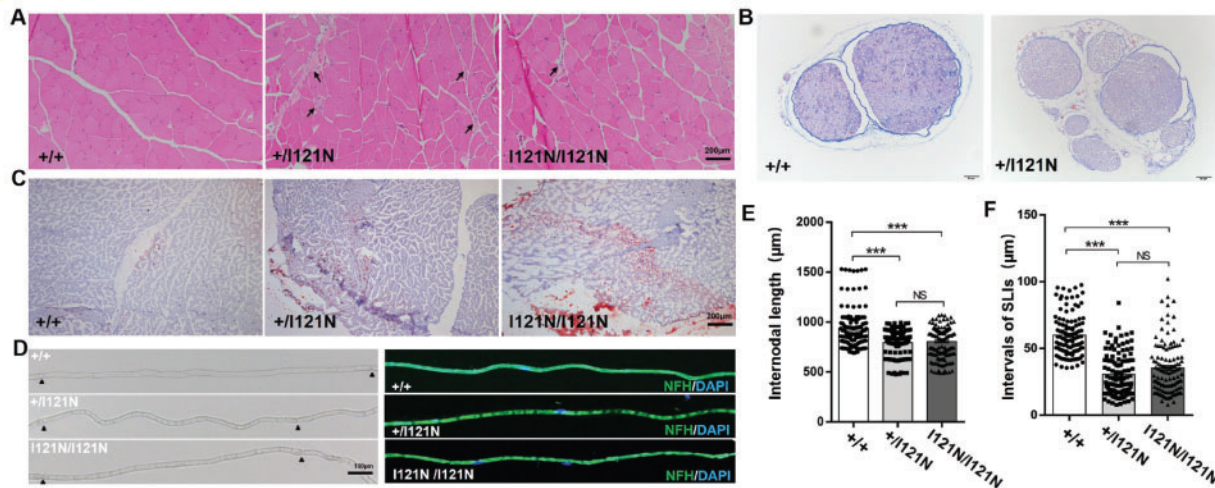 A
+/+
+/I121N
I121N/I121N
200μm
B
+/+
+/I121N
C
+/+
+/I121N
I121N/I121N
200μm
D
+/+
+/I121N
I121N/I121N
100μm
+/+
NFH/DAPI
+/I121N
NFH/DAPI
I121N /I121N
NFH/DAPI
E
Internodal length (μm)
2000
1500
1000
500
0
***
***
NS
+/+
+/I121N
I121N/I121N
F
Intervals of SLIs (μm)
150
100
50
0
***
***
NS
+/+
+/I121N
I121N/I121N